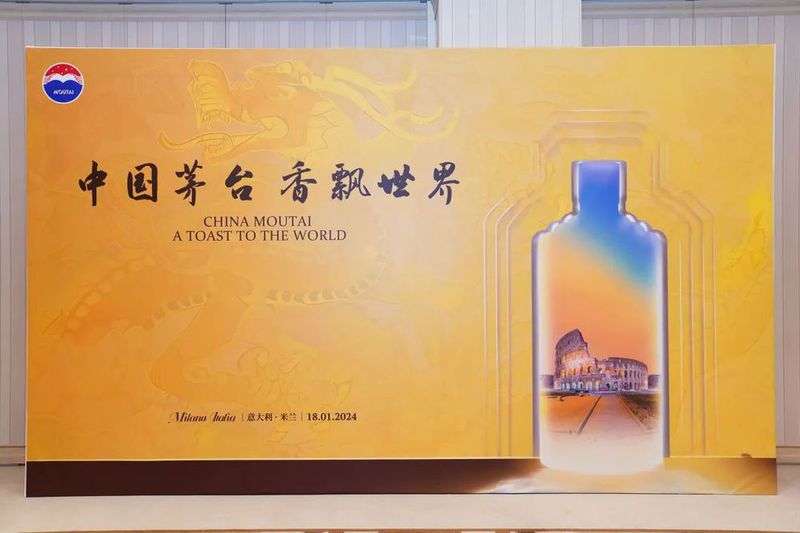 MOUTAI
中国茅台 香飘世界
CHINA MOUTAI
A TOAST TO THE WORLD
Milano Italia | 意大利·米兰 | 18.01.2024